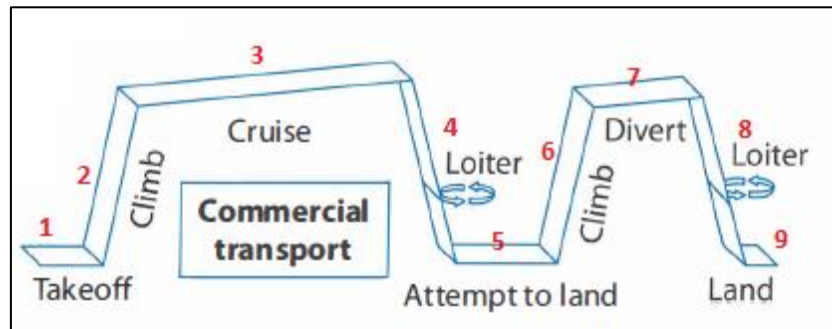 3
7
4
8
2
Cruise
6
Divert
Loiter
Loiter
Climb
Climb
Commercial
transport
1
5
9
Takeoff
Attempt to land
Land